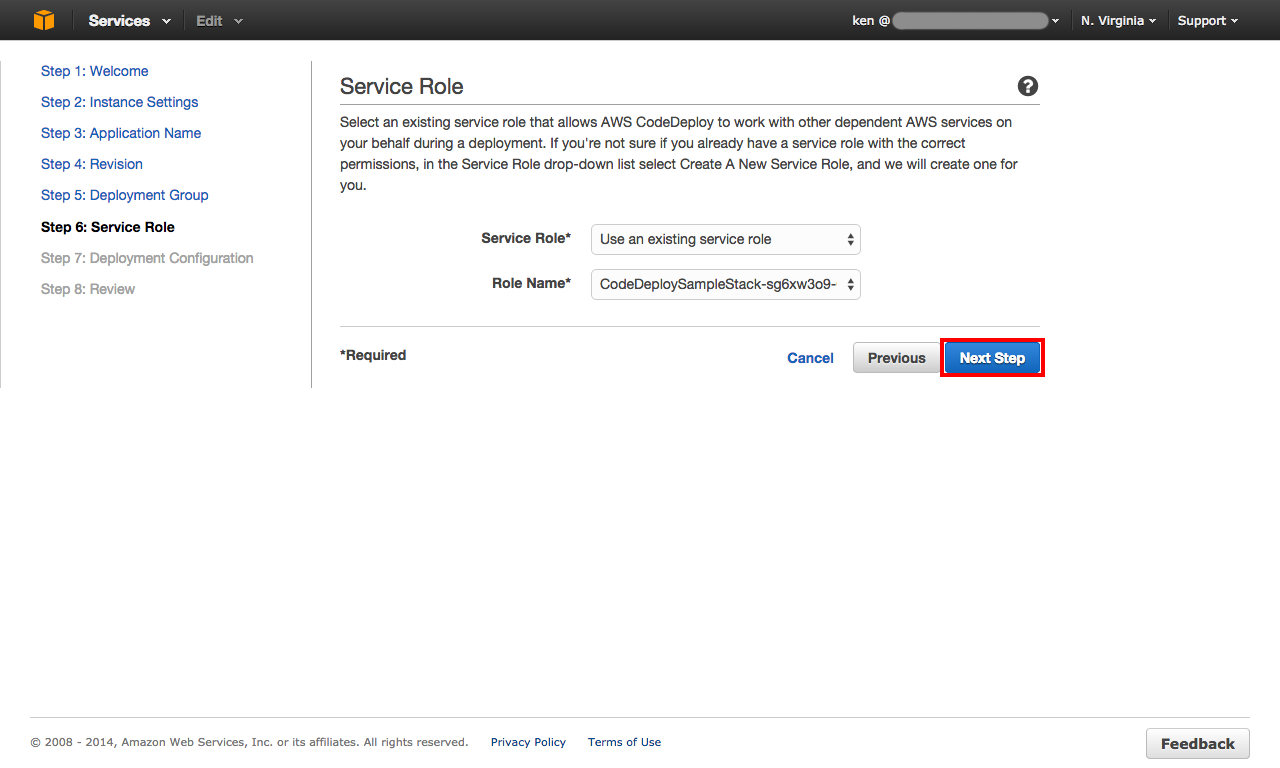 Services Edit ken @ N. Virginia Support
Step 1: Welcome
Step 2: Instance Settings
Step 3: Application Name
Step 4: Revision
Step 5: Deployment Group
Step 6: Service Role
Step 7: Deployment Configuration
Step 8: Review
Service Role ?
Select an existing service role that allows AWS CodeDeploy to work with other dependent AWS services on
your behalf during a deployment. If you're not sure if you already have a service role with the correct
permissions, in the Service Role drop-down list select Create A New Service Role, and we will create one for
you.
Service Role* Use an existing service role
Role Name* CodeDeploySampleStack-sg6xw3o9-
*Required Cancel Previous Next Step
© 2008 - 2014, Amazon Web Services, Inc. or its affiliates. All rights reserved. Privacy Policy Terms of Use Feedback